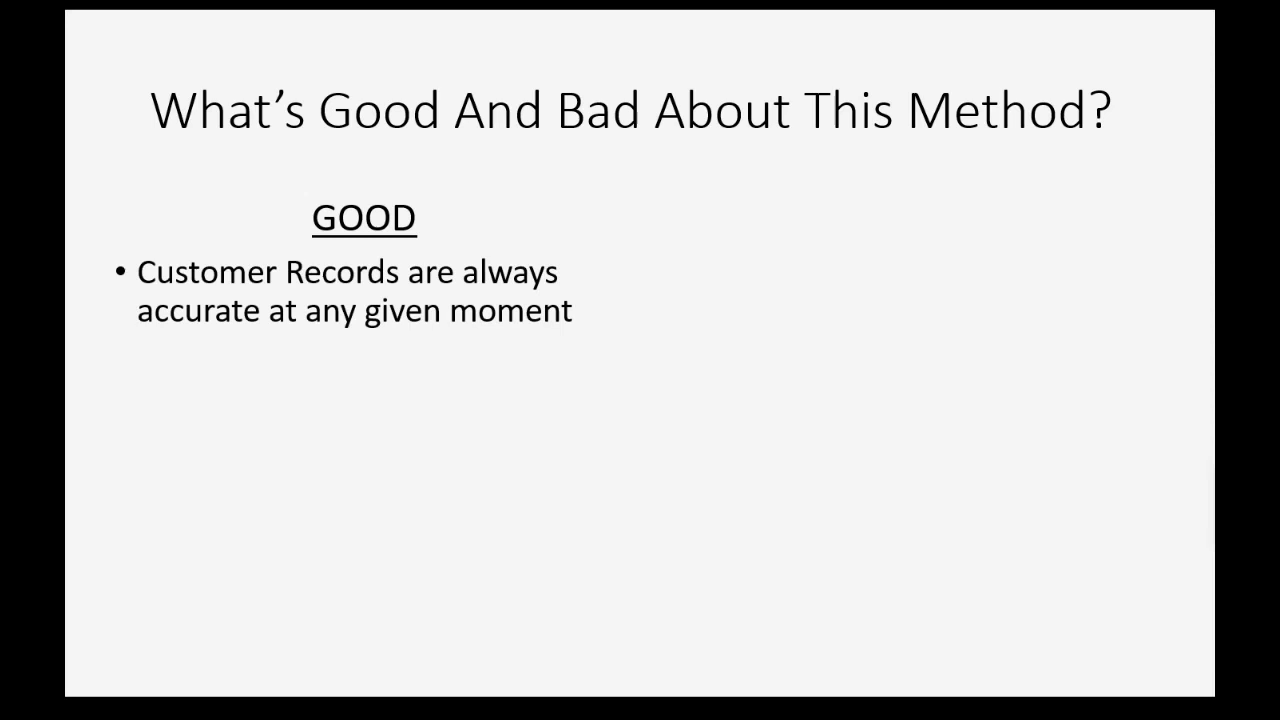 What’s Good And Bad About This Method?
GOOD
• Customer Records are always
accurate at any given moment